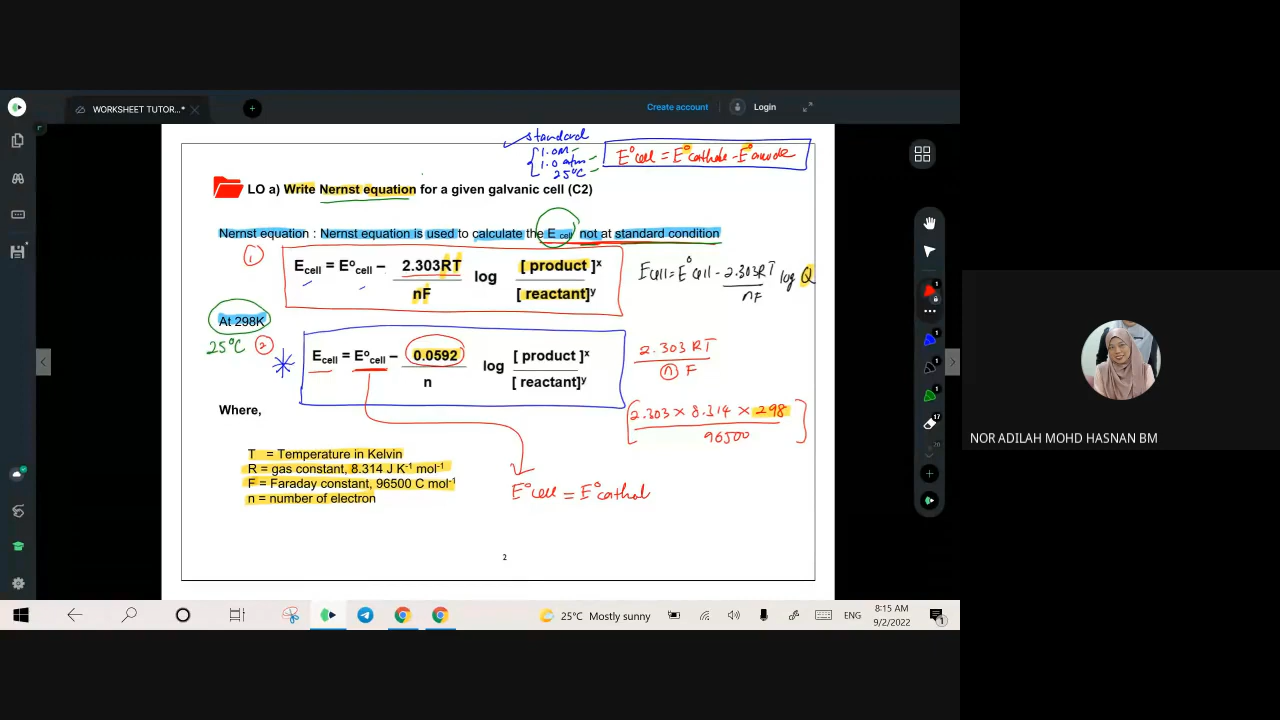 WORKSHEET TUTOR...*
Create account
Login
standard
1.0M
1.0 atm
25°C
E°cell = E°cathode - E°anode
LO a) Write Nernst equation for a given galvanic cell (C2)
Nernst equation : Nernst equation is used to calculate the E cell not at standard condition
1
Ecell = Eocell – 2.303RT log [ product ]x
nF [ reactant]y
Ecell = E°cell - 2.303RT log Q
nF
At 298K
25°C
2
Ecell = Eocell – 0.0592 log [ product ]x
n [ reactant]y
2.303 RT
n F
Where,
2.303 x 8.314 x 298
96500
T = Temperature in Kelvin
R = gas constant, 8.314 J K-1 mol-1
F = Faraday constant, 96500 C mol-1
n = number of electron
E°cell = E°cathod
2
NOR ADILAH MOHD HASNAN BM
25°C Mostly sunny
ENG
8:15 AM
9/2/2022